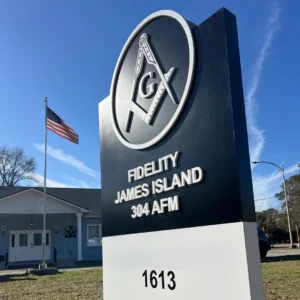 G
FIDELITY
JAMES ISLAND
304 AFM
1613